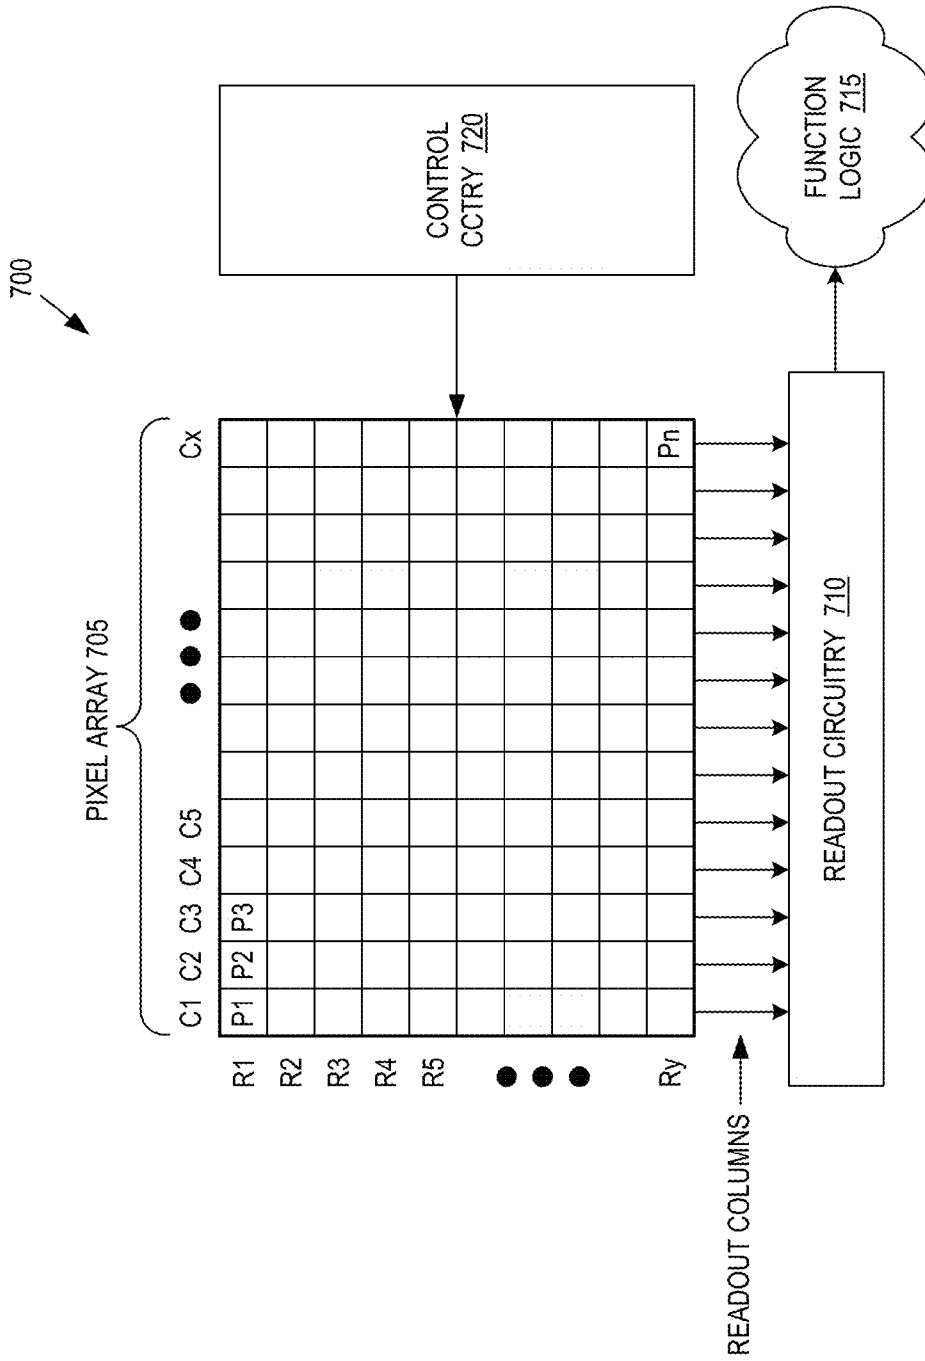 700
PIXEL ARRAY 705
C1 C2 C3 C4 C5 Cx
R1 P1 P2 P3
R2
R3
R4
R5
Ry Pn
CONTROL
CCTRY 720
READOUT COLUMNS
READOUT CIRCUITRY 710
FUNCTION
LOGIC 715